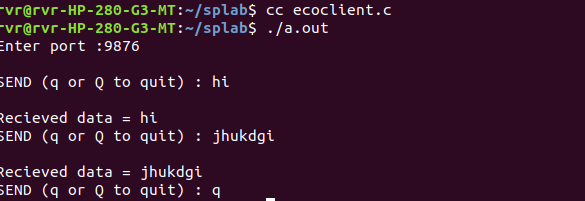 rvr@rvr-HP-280-G3-MT:~/splab$ cc ecoclient.c
rvr@rvr-HP-280-G3-MT:~/splab$ ./a.out
Enter port :9876
SEND (q or Q to quit) : hi
Recieved data = hi
SEND (q or Q to quit) : jhukdgi
Recieved data = jhukdgi
SEND (q or Q to quit) : q